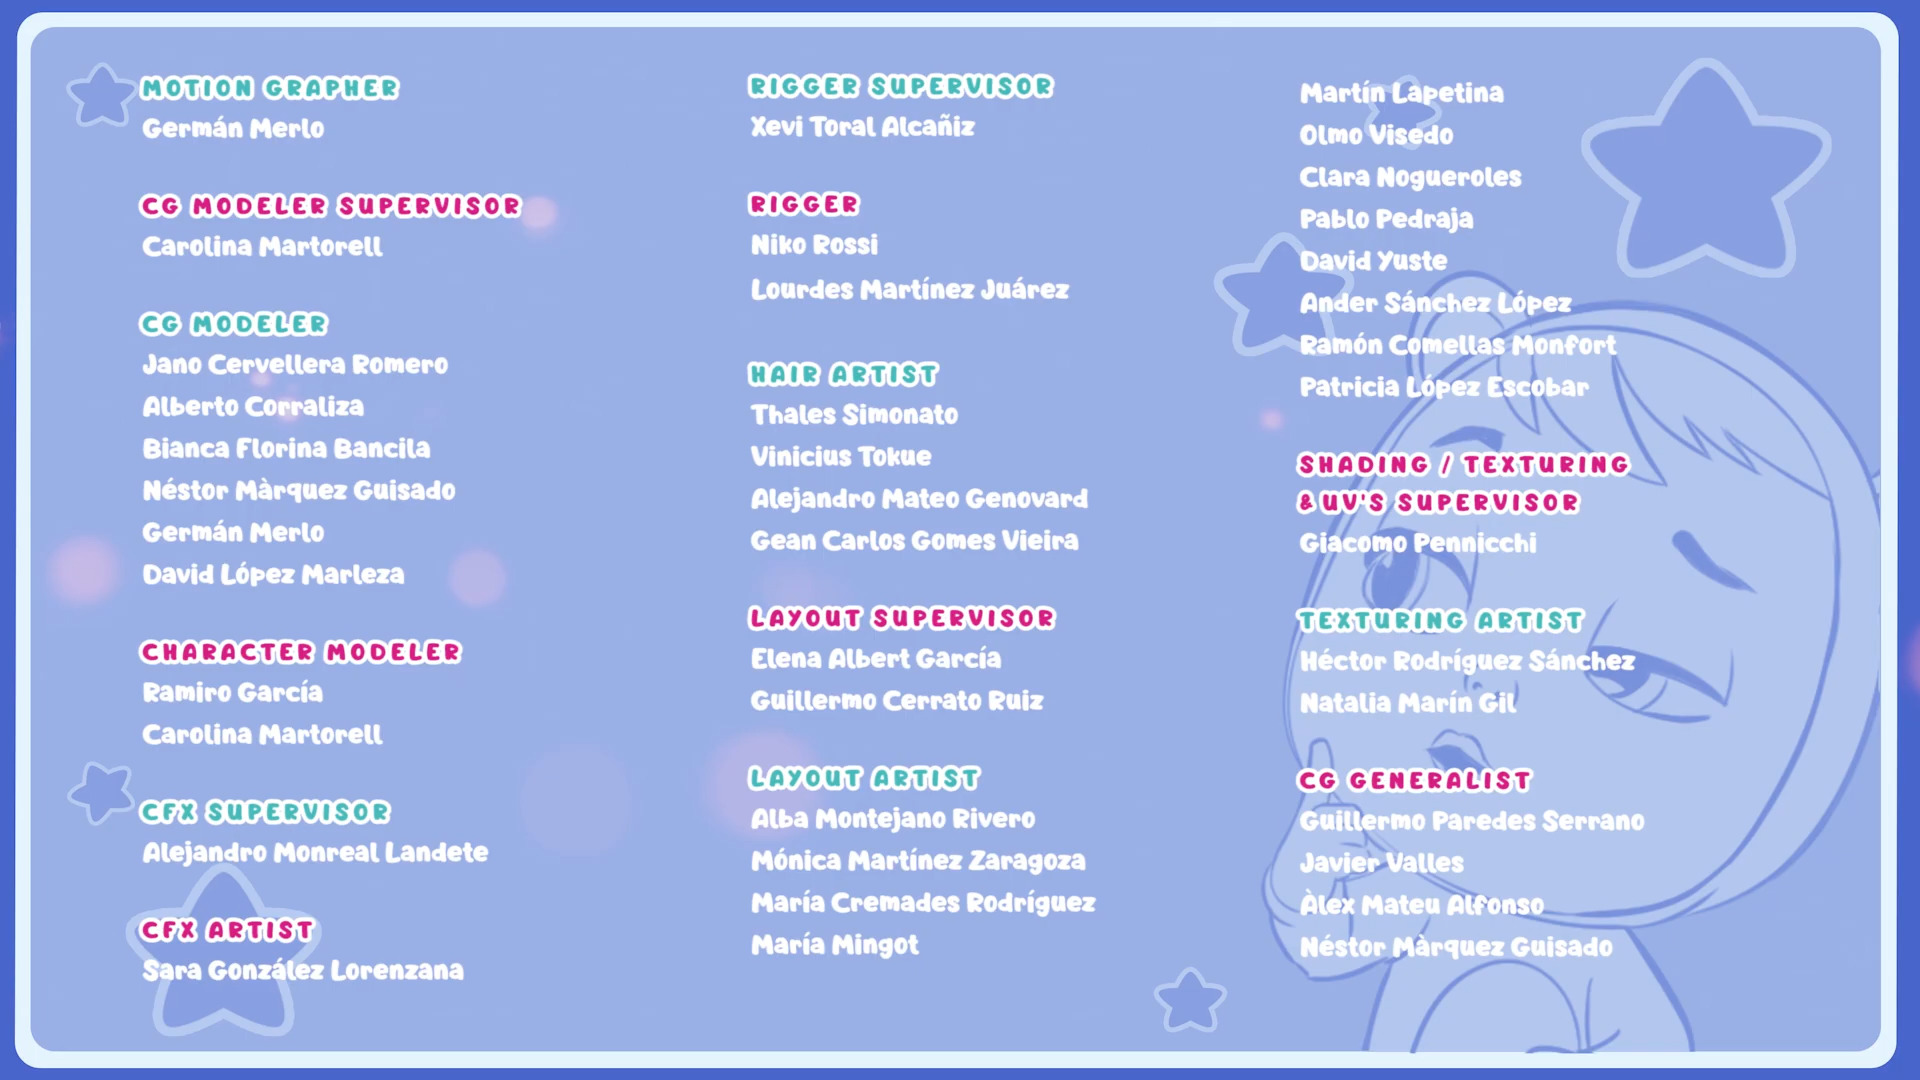 MOTION GRAPHER
Germán Merlo
CG MODELER SUPERVISOR
Carolina Martorell
CG MODELER
Jano Cervellera Romero
Alberto Corraliza
Bianca Florina Bancila
Néstor Màrquez Guisado
Germán Merlo
David López Marleza
CHARACTER MODELER
Ramiro García
Carolina Martorell
CFX SUPERVISOR
Alejandro Monreal Landete
CFX ARTIST
Sara González Lorenzana
RIGGER SUPERVISOR
Xevi Toral Alcañiz
RIGGER
Niko Rossi
Lourdes Martínez Juárez
HAIR ARTIST
Thales Simonato
Vinicius Tokue
Alejandro Mateo Genovard
Gean Carlos Gomes Vieira
LAYOUT SUPERVISOR
Elena Albert García
Guillermo Cerrato Ruiz
LAYOUT ARTIST
Alba Montejano Rivero
Mónica Martínez Zaragoza
María Cremades Rodríguez
María Mingot
Martín Lapetina
Olmo Visedo
Clara Nogueroles
Pablo Pedraja
David Yuste
Ander Sánchez López
Ramón Comellas Monfort
Patricia López Escobar
SHADING / TEXTURING
& UV'S SUPERVISOR
Giacomo Pennicchi
TEXTURING ARTIST
Héctor Rodríguez Sánchez
Natalia Marín Gil
CG GENERALIST
Guillermo Paredes Serrano
Javier Valles
Àlex Mateu Alfonso
Néstor Màrquez Guisado